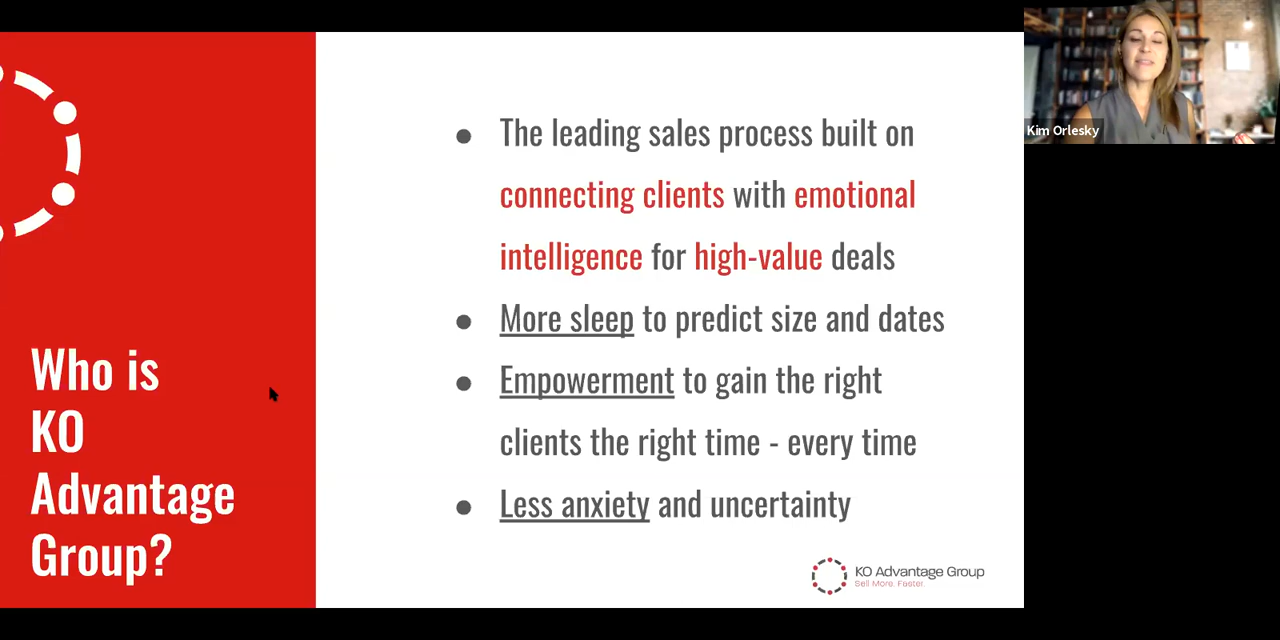 Who is
KO
Advantage
Group?
● The leading sales process built on
connecting clients with emotional
intelligence for high-value deals
● More sleep to predict size and dates
● Empowerment to gain the right
clients the right time - every time
● Less anxiety and uncertainty
KO Advantage Group
Sell More. Faster.
Kim Orlesky